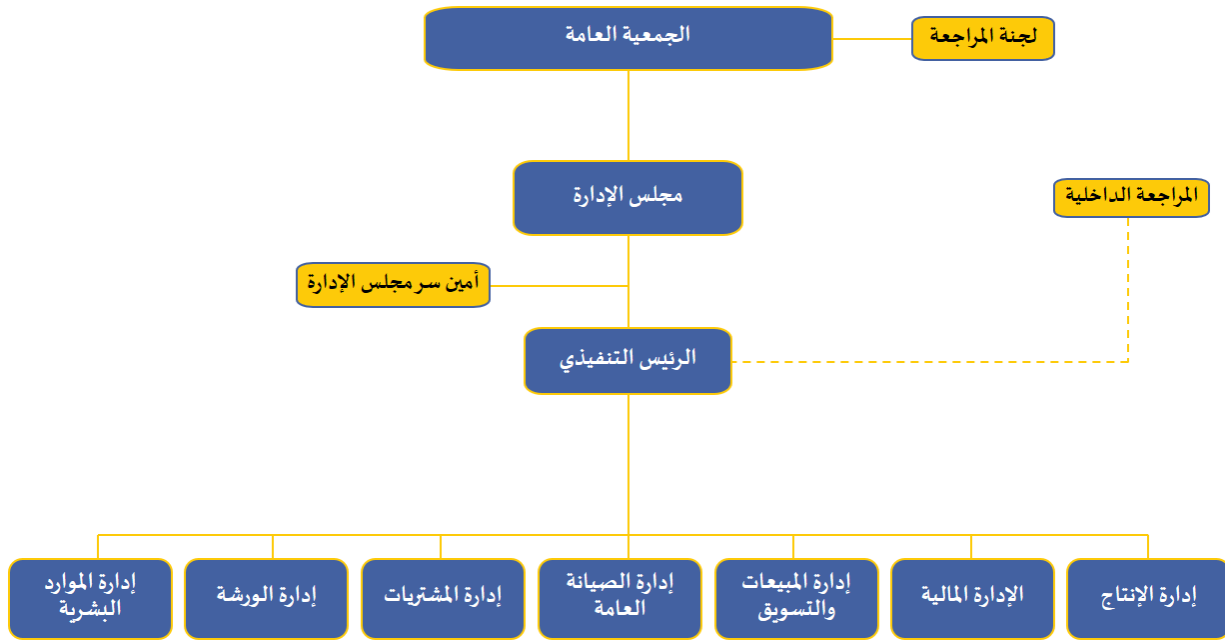 الجمعية العامة
لجنة المراجعة
مجلس الإدارة
المراجعة الداخلية
أمين سر مجلس الإدارة
الرئيس التنفيذي
إدارة الإنتاج
الإدارة المالية
إدارة المبيعات
والتسويق
إدارة الصيانة
العامة
إدارة المشتريات
إدارة الورشة
إدارة الموارد
البشرية